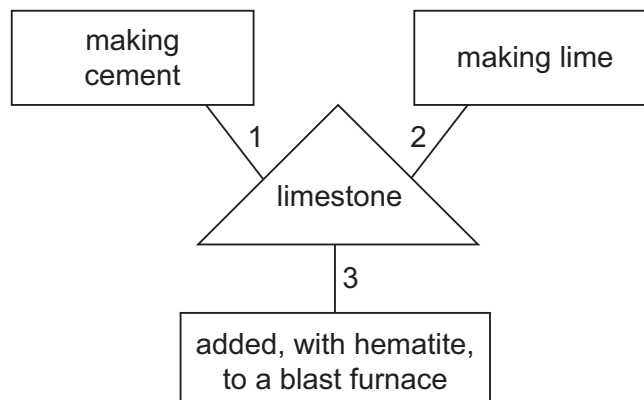 making
cement
making lime
1
2
limestone
3
added, with hematite,
to a blast furnace